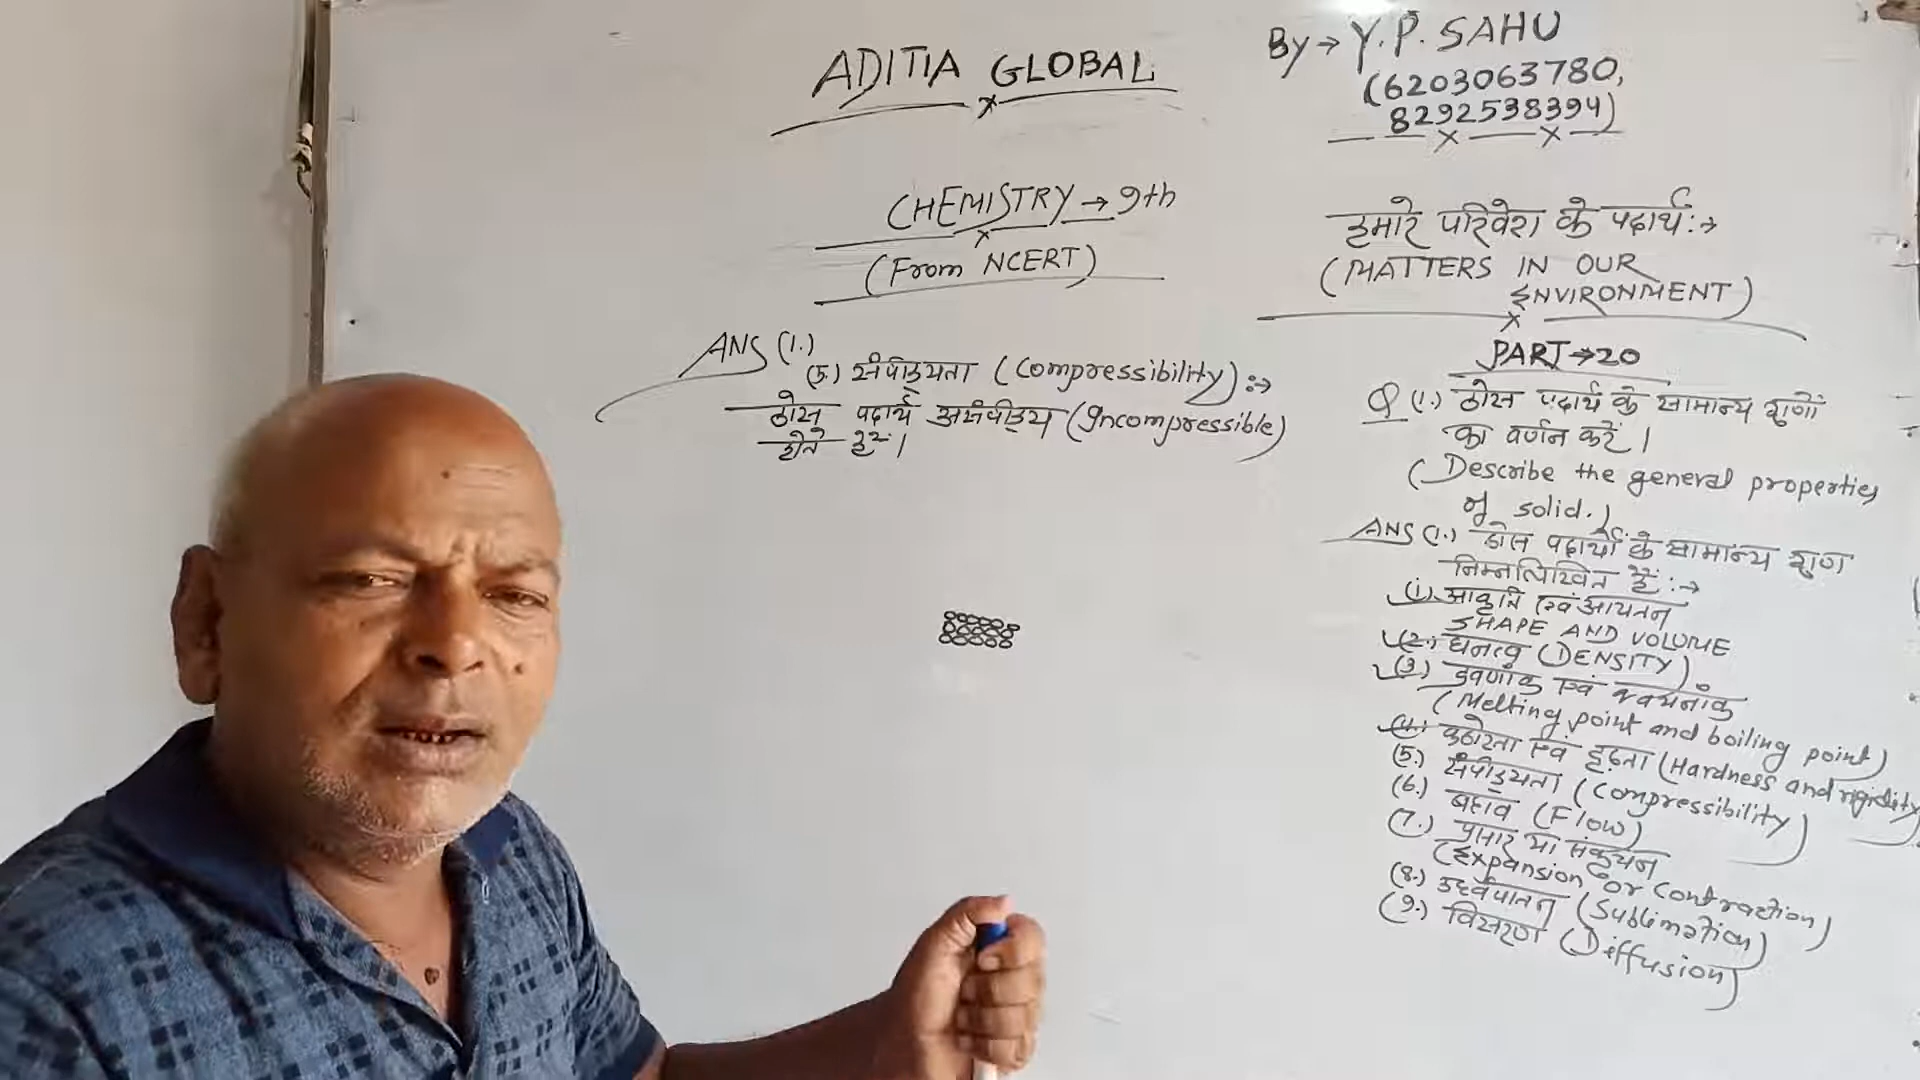 ADITIA GLOBAL
CHEMISTRY → 9th
(From NCERT)
ANS (1.)
(5.) संपीड्यता (Compressibility) :→
ठोस पदार्थ असंपीड्य (Incompressible)
होते हैं।
By → Y. P. SAHU
(6203063780,
8292538394)
हमारे परिवेश के पदार्थ :→
(MATTERS IN OUR
ENVIRONMENT)
PART → 20
Q (1.) ठोस पदार्थ के सामान्य गुणों
का वर्णन करें।
(Describe the general properties
of solid.)
ANS (1.) ठोस पदार्थों के सामान्य गुण
निम्नलिखित हैं :→
(1) आकृति एवं आयतन
SHAPE AND VOLUME
(2.) घनत्व (DENSITY)
(3) द्रवणांक एवं क्वथनांक
(Melting point and boiling point)
(4.) कठोरता एवं दृढ़ता (Hardness and rigidity)
(5.) संपीड्यता (Compressibility)
(6.) बहाव (Flow)
(7.) प्रसार या संकुचन
(Expansion or Contraction)
(8.) उर्ध्वपातन (Sublimation)
(9.) विसरण (Diffusion)